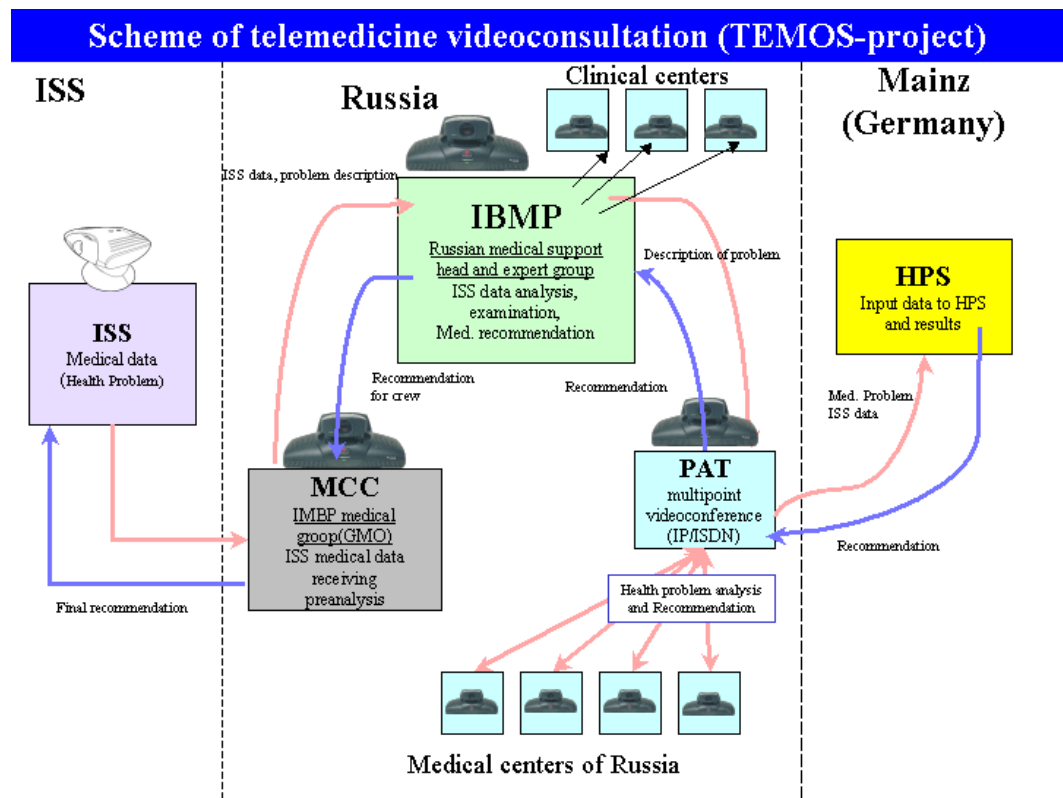 Scheme of telemedicine videoconsultation (TEMOS-project)
ISS
Russia
Clinical centers
Mainz
(Germany)
ISS data, problem description
IBMP
Russian medical support
head and expert group
ISS data analysis,
examination,
Med. recommendation
Description of problem
HPS
Input data to HPS
and results
ISS
Medical data
(Health Problem)
Recommendation
for crew
Recommendation
Med. Problem
ISS data
MCC
IMBP medical
groop(GMO)
ISS medical data
receiving
preanalysis
PAT
multipoint
videoconference
(IP/ISDN)
Recommendation
Final recommendation
Health problem analysis
and Recommendation
Medical centers of Russia